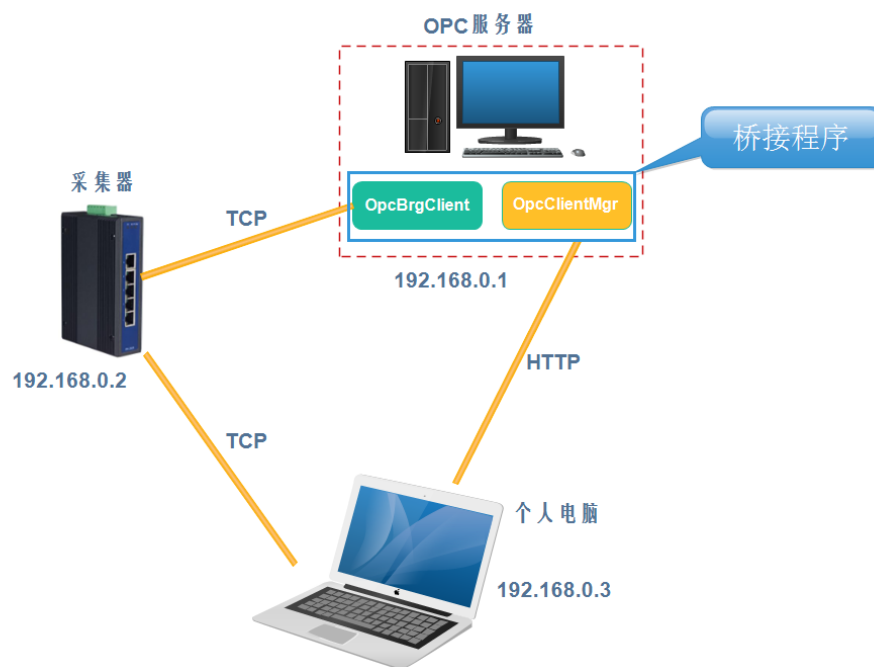 OPC服务器
桥接程序
采集器
TCP
OpcBrgClient
OpcClientMgr
192.168.0.1
192.168.0.2
HTTP
TCP
个人电脑
192.168.0.3